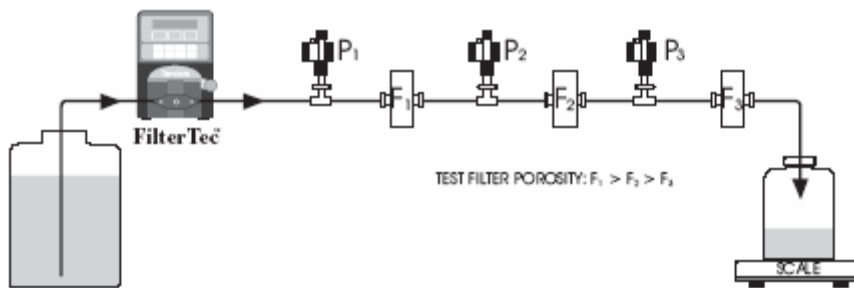 P₁
P₂
P₃
F₁
F₂
F₃
FilterTec
TEST FILTER POROSITY: F₁ > F₂ > F₃
SCALE